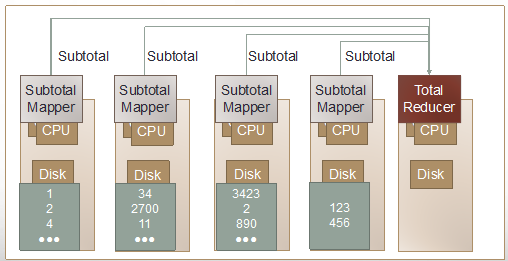 Subtotal
Subtotal
Subtotal
Subtotal
Subtotal
Mapper
Subtotal
Mapper
Subtotal
Mapper
Subtotal
Mapper
Total
Reducer
CPU
CPU
CPU
CPU
CPU
Disk
Disk
Disk
Disk
Disk
1
2
4
●●●
34
2700
11
●●●
3423
2
890
●●●
123
456